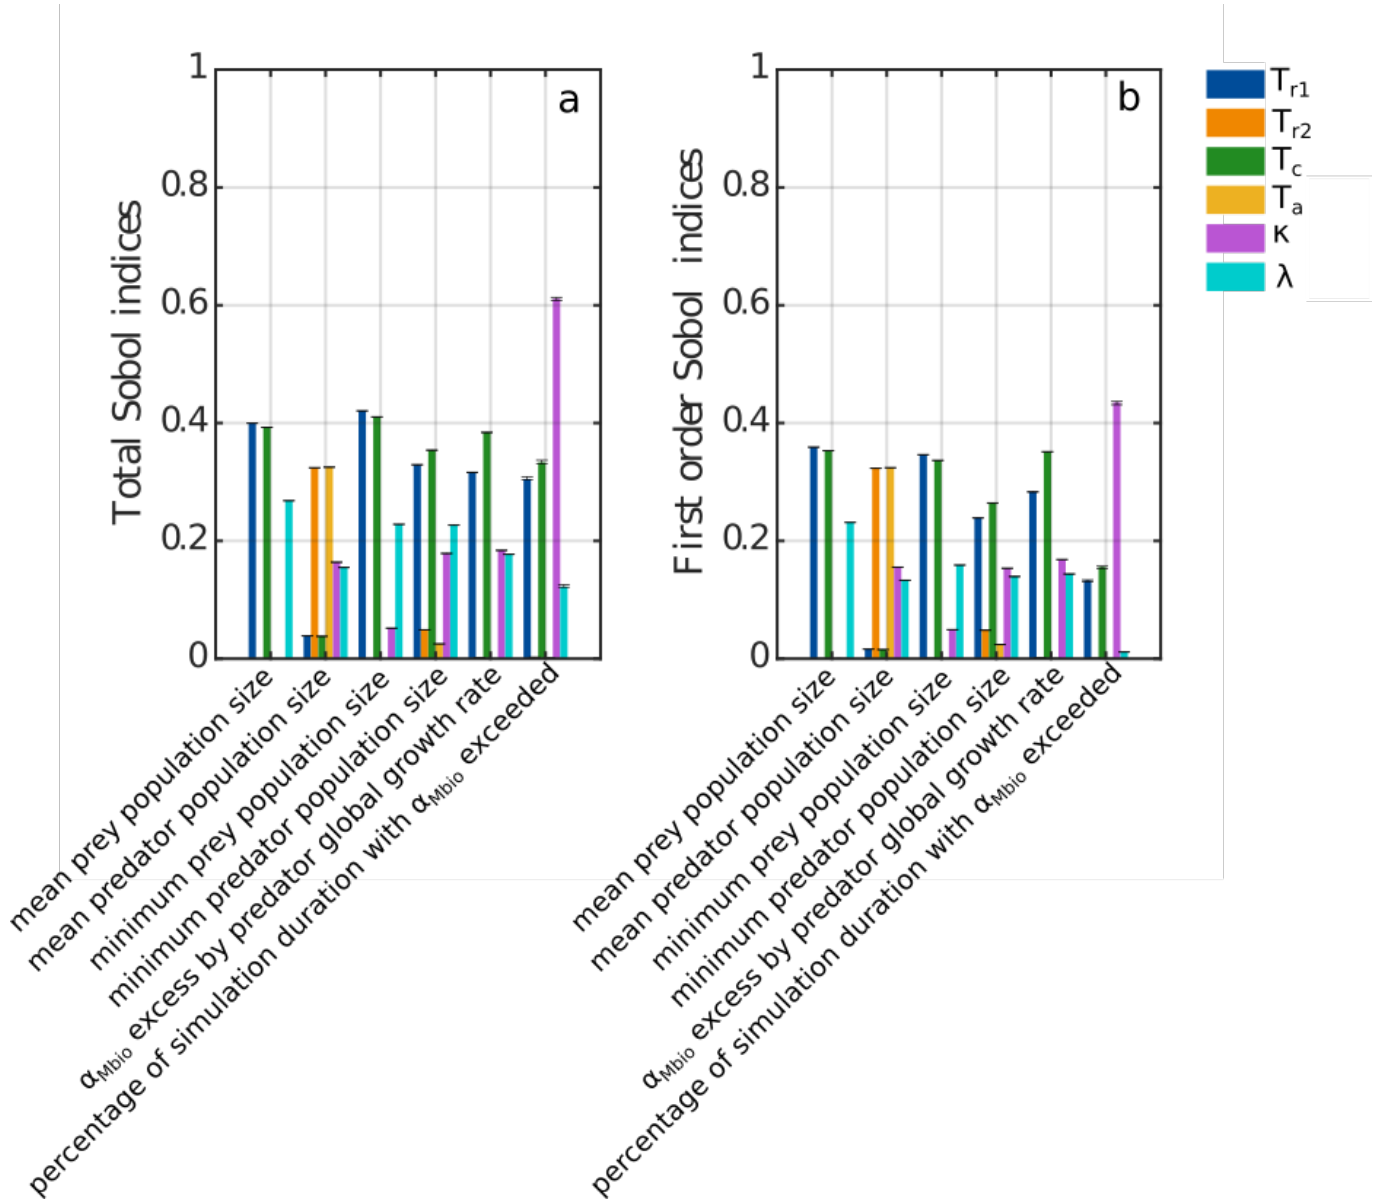 Total Sobol indices
1
0.8
0.6
0.4
0.2
0
a
mean prey population size
mean predator population size
minimum prey population size
minimum predator population size
αMbio excess by predator global growth rate
percentage of simulation duration with αMbio exceeded
First order Sobol indices
1
0.8
0.6
0.4
0.2
0
b
mean prey population size
mean predator population size
minimum prey population size
minimum predator population size
αMbio excess by predator global growth rate
percentage of simulation duration with αMbio exceeded
Tr1
Tr2
Tc
Ta
κ
λ